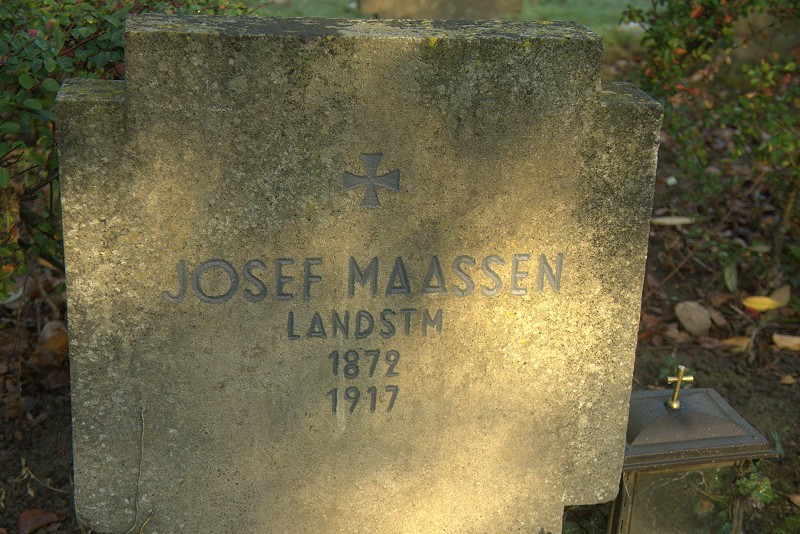 JOSEF MAASSEN
LANDSTM
1872
1917